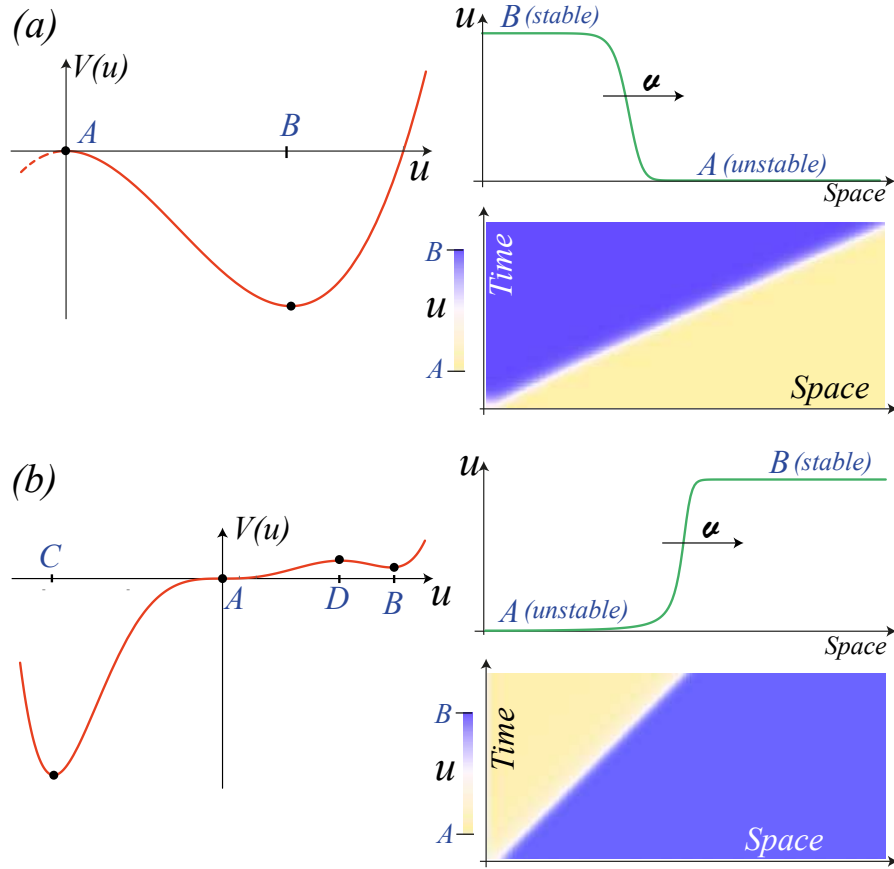 (a)
V(u)
A
B
u
u
B (stable)
υ
A (unstable)
Space
B
u
A
Time
Space
(b)
V(u)
C
A
D
B
u
u
B (stable)
υ
A (unstable)
Space
B
u
A
Time
Space